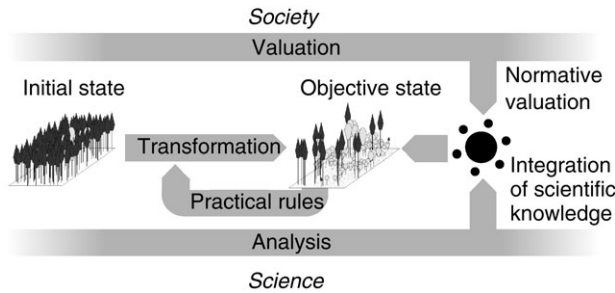 Society
Valuation
Initial state
Objective state
Normative
valuation
Transformation
Integration
of scientific
knowledge
Practical rules
Analysis
Science